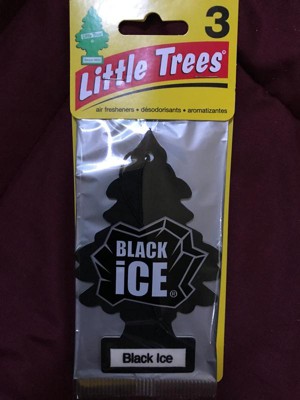 3
Little Trees
air fresheners • désodorisants • aromatizantes
BLACK
iCE®
Black Ice